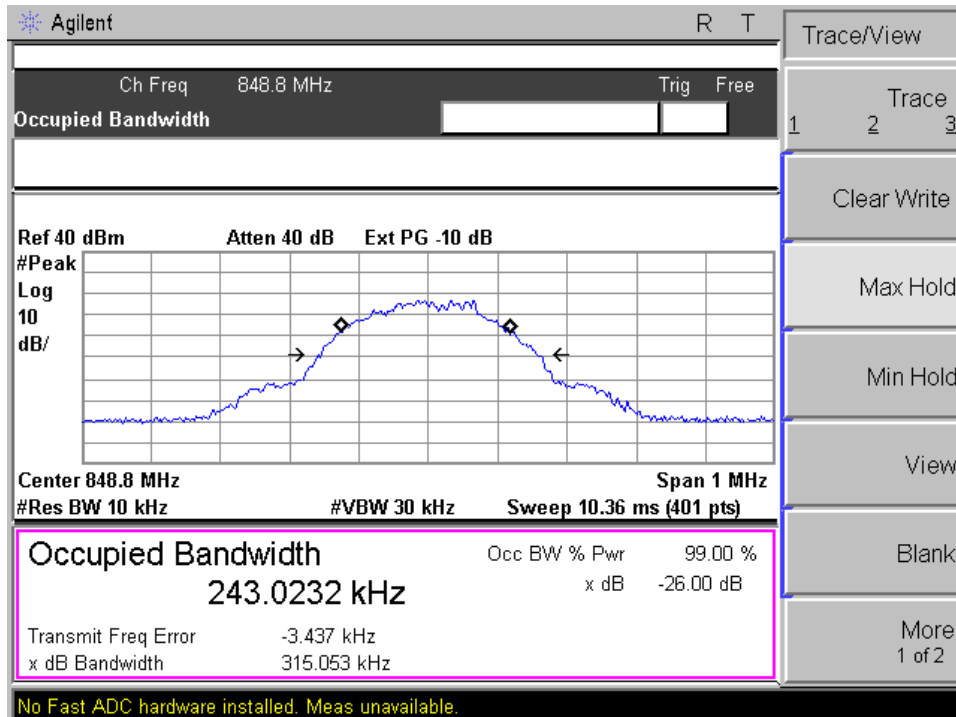 Agilent R T
Ch Freq 848.8 MHz Trig Free
Occupied Bandwidth
Ref 40 dBm Atten 40 dB Ext PG -10 dB
#Peak
Log
10
dB/
Center 848.8 MHz Span 1 MHz
#Res BW 10 kHz #VBW 30 kHz Sweep 10.36 ms (401 pts)
Occupied Bandwidth Occ BW % Pwr 99.00 %
243.0232 kHz x dB -26.00 dB
Transmit Freq Error -3.437 kHz
x dB Bandwidth 315.053 kHz
No Fast ADC hardware installed. Meas unavailable.
Trace/View
Trace
1 2 3
Clear Write
Max Hold
Min Hold
View
Blank
More
1 of 2